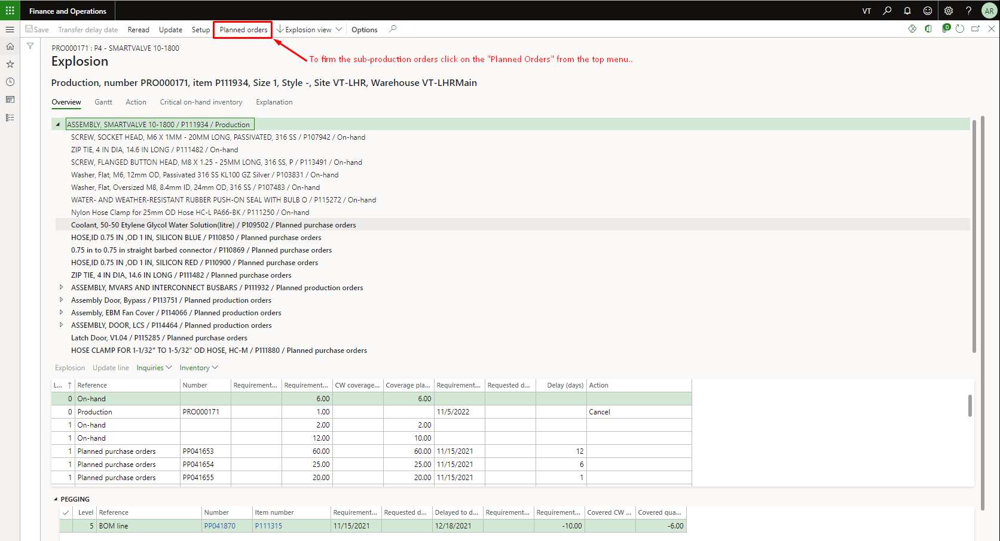 Finance and Operations
VT
AR
Save
Transfer delay date
Reread
Update
Setup
Planned orders
Explosion view
Options
0
PRO000171 : P4 - SMARTVALVE 10-1800
Explosion
To firm the sub-production orders click on the "Planned Orders" from the top menu..
Production, number PRO000171, item P111934, Size 1, Style -, Site VT-LHR, Warehouse VT-LHRMain
Overview
Gantt
Action
Critical on-hand inventory
Explanation
ASSEMBLY, SMARTVALVE 10-1800 / P111934 / Production
SCREW, SOCKET HEAD, M6 X 1MM - 20MM LONG, PASSIVATED, 316 SS / P107942 / On-hand
ZIP TIE, 4 IN DIA, 14.6 IN LONG / P111482 / On-hand
SCREW, FLANGED BUTTON HEAD, M8 X 1.25 - 25MM LONG, 316 SS, P / P113491 / On-hand
Washer, Flat, M6, 12mm OD, Passivated 316 SS KL100 GZ Silver / P103831 / On-hand
Washer, Flat, Oversized M8, 8.4mm ID, 24mm OD, 316 SS / P107483 / On-hand
WATER- AND WEATHER-RESISTANT RUBBER PUSH-ON SEAL WITH BULB O / P115272 / On-hand
Nylon Hose Clamp for 25mm OD Hose HC-L PA66-BK / P111250 / On-hand
Coolant, 50-50 Etylene Glycol Water Solution(litre) / P109502 / Planned purchase orders
HOSE,ID 0.75 IN ,OD 1 IN, SILICON BLUE / P110850 / Planned purchase orders
0.75 in to 0.75 in straight barbed connector / P110869 / Planned purchase orders
HOSE,ID 0.75 IN ,OD 1 IN, SILICON RED / P110900 / Planned purchase orders
ZIP TIE, 4 IN DIA, 14.6 IN LONG / P111482 / Planned purchase orders
ASSEMBLY, MVARS AND INTERCONNECT BUSBARS / P111932 / Planned production orders
Assembly Door, Bypass / P113751 / Planned production orders
Assembly, EBM Fan Cover / P114066 / Planned production orders
ASSEMBLY, DOOR, LCS / P114464 / Planned production orders
Latch Door, V1.04 / P115285 / Planned purchase orders
HOSE CLAMP FOR 1-1/32" TO 1-5/32" OD HOSE, HC-M / P111880 / Planned purchase orders
Explosion
Update line
Inquiries
Inventory
L... Reference Number Requirement... Requirement... CW coverage... Coverage pla... Requirement... Requested d... Delay (days) Action
0 On-hand 6.00 6.00
0 Production PRO000171 1.00 11/5/2022 Cancel
1 On-hand 2.00 2.00
1 On-hand 12.00 10.00
1 Planned purchase orders PP041653 60.00 60.00 11/15/2021 12
1 Planned purchase orders PP041654 25.00 25.00 11/15/2021 6
1 Planned purchase orders PP041655 20.00 20.00 11/15/2021 1
PEGGING
Level Reference Number Item number Requirement... Requested d... Delayed to d... Requirement... Requirement... Covered CW ... Covered qua...
5 BOM line PP041870 P111315 11/15/2021 12/18/2021 -10.00 -6.00